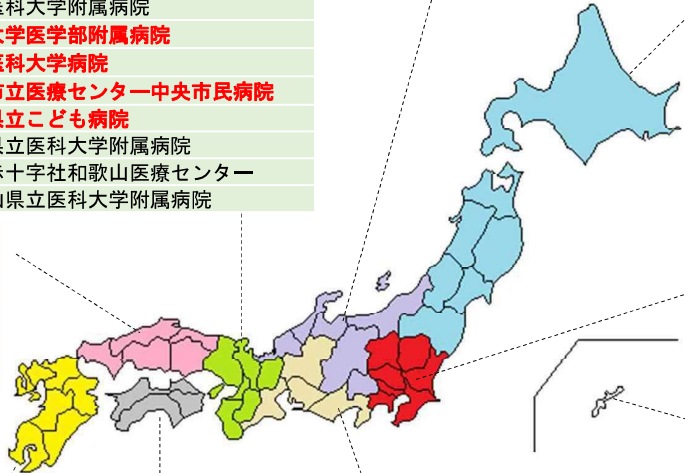 医科大学附属病院
大学医学部附属病院
医科大学病院
市立医療センター中央市民病院
県立こども病院
県立医科大学附属病院
赤十字社和歌山医療センター
山県立医科大学附属病院